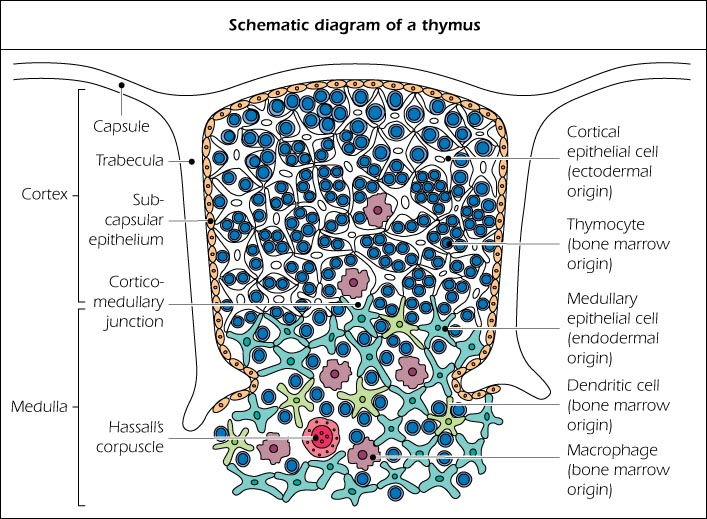 Schematic diagram of a thymus
Capsule
Trabecula
Cortex
Sub-
capsular
epithelium
Cortico-
medullary
junction
Medulla
Hassall's
corpuscle
Cortical
epithelial cell
(ectodermal
origin)
Thymocyte
(bone marrow
origin)
Medullary
epithelial cell
(endodermal
origin)
Dendritic cell
(bone marrow
origin)
Macrophage
(bone marrow
origin)